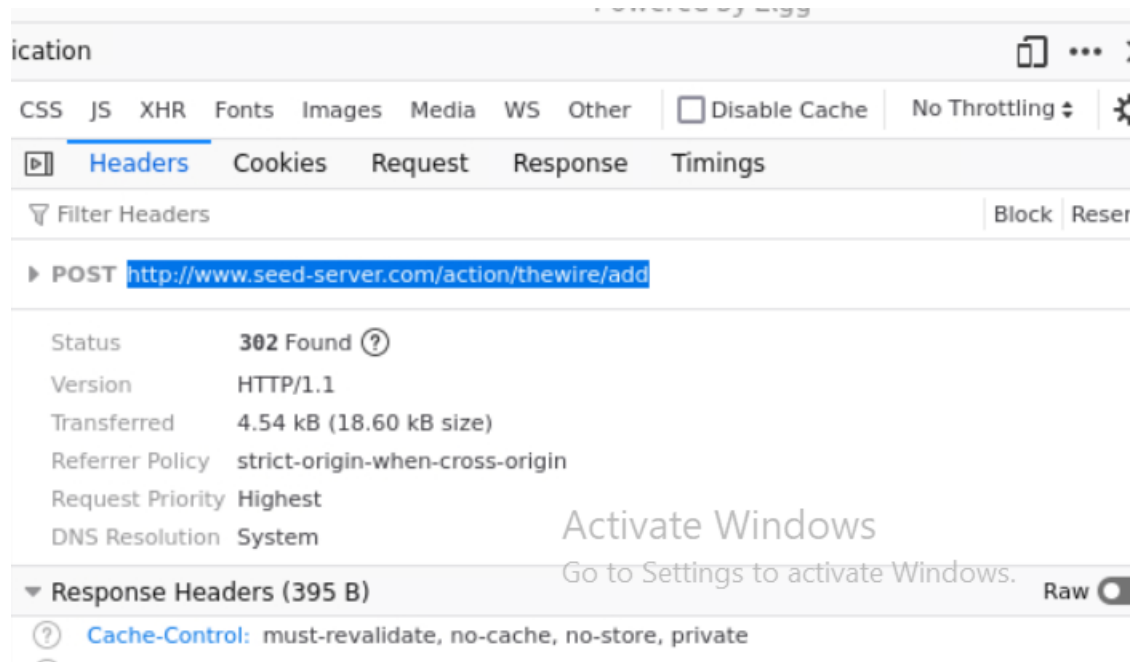 Powered by Elgg
ication
CSS JS XHR Fonts Images Media WS Other Disable Cache No Throttling
Headers Cookies Request Response Timings
Filter Headers Block Resen
POST http://www.seed-server.com/action/thewire/add
Status 302 Found ?
Version HTTP/1.1
Transferred 4.54 kB (18.60 kB size)
Referrer Policy strict-origin-when-cross-origin
Request Priority Highest
DNS Resolution System
Activate Windows
Go to Settings to activate Windows.
Response Headers (395 B) Raw
? Cache-Control: must-revalidate, no-cache, no-store, private